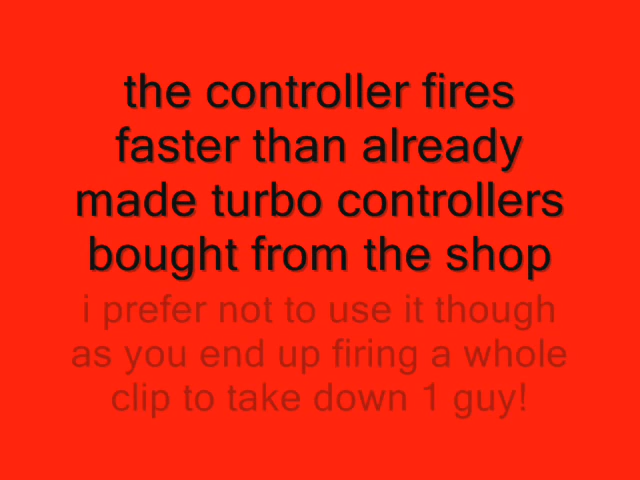 the controller fires
faster than already
made turbo controllers
bought from the shop
i prefer not to use it though
as you end up firing a whole
clip to take down 1 guy!